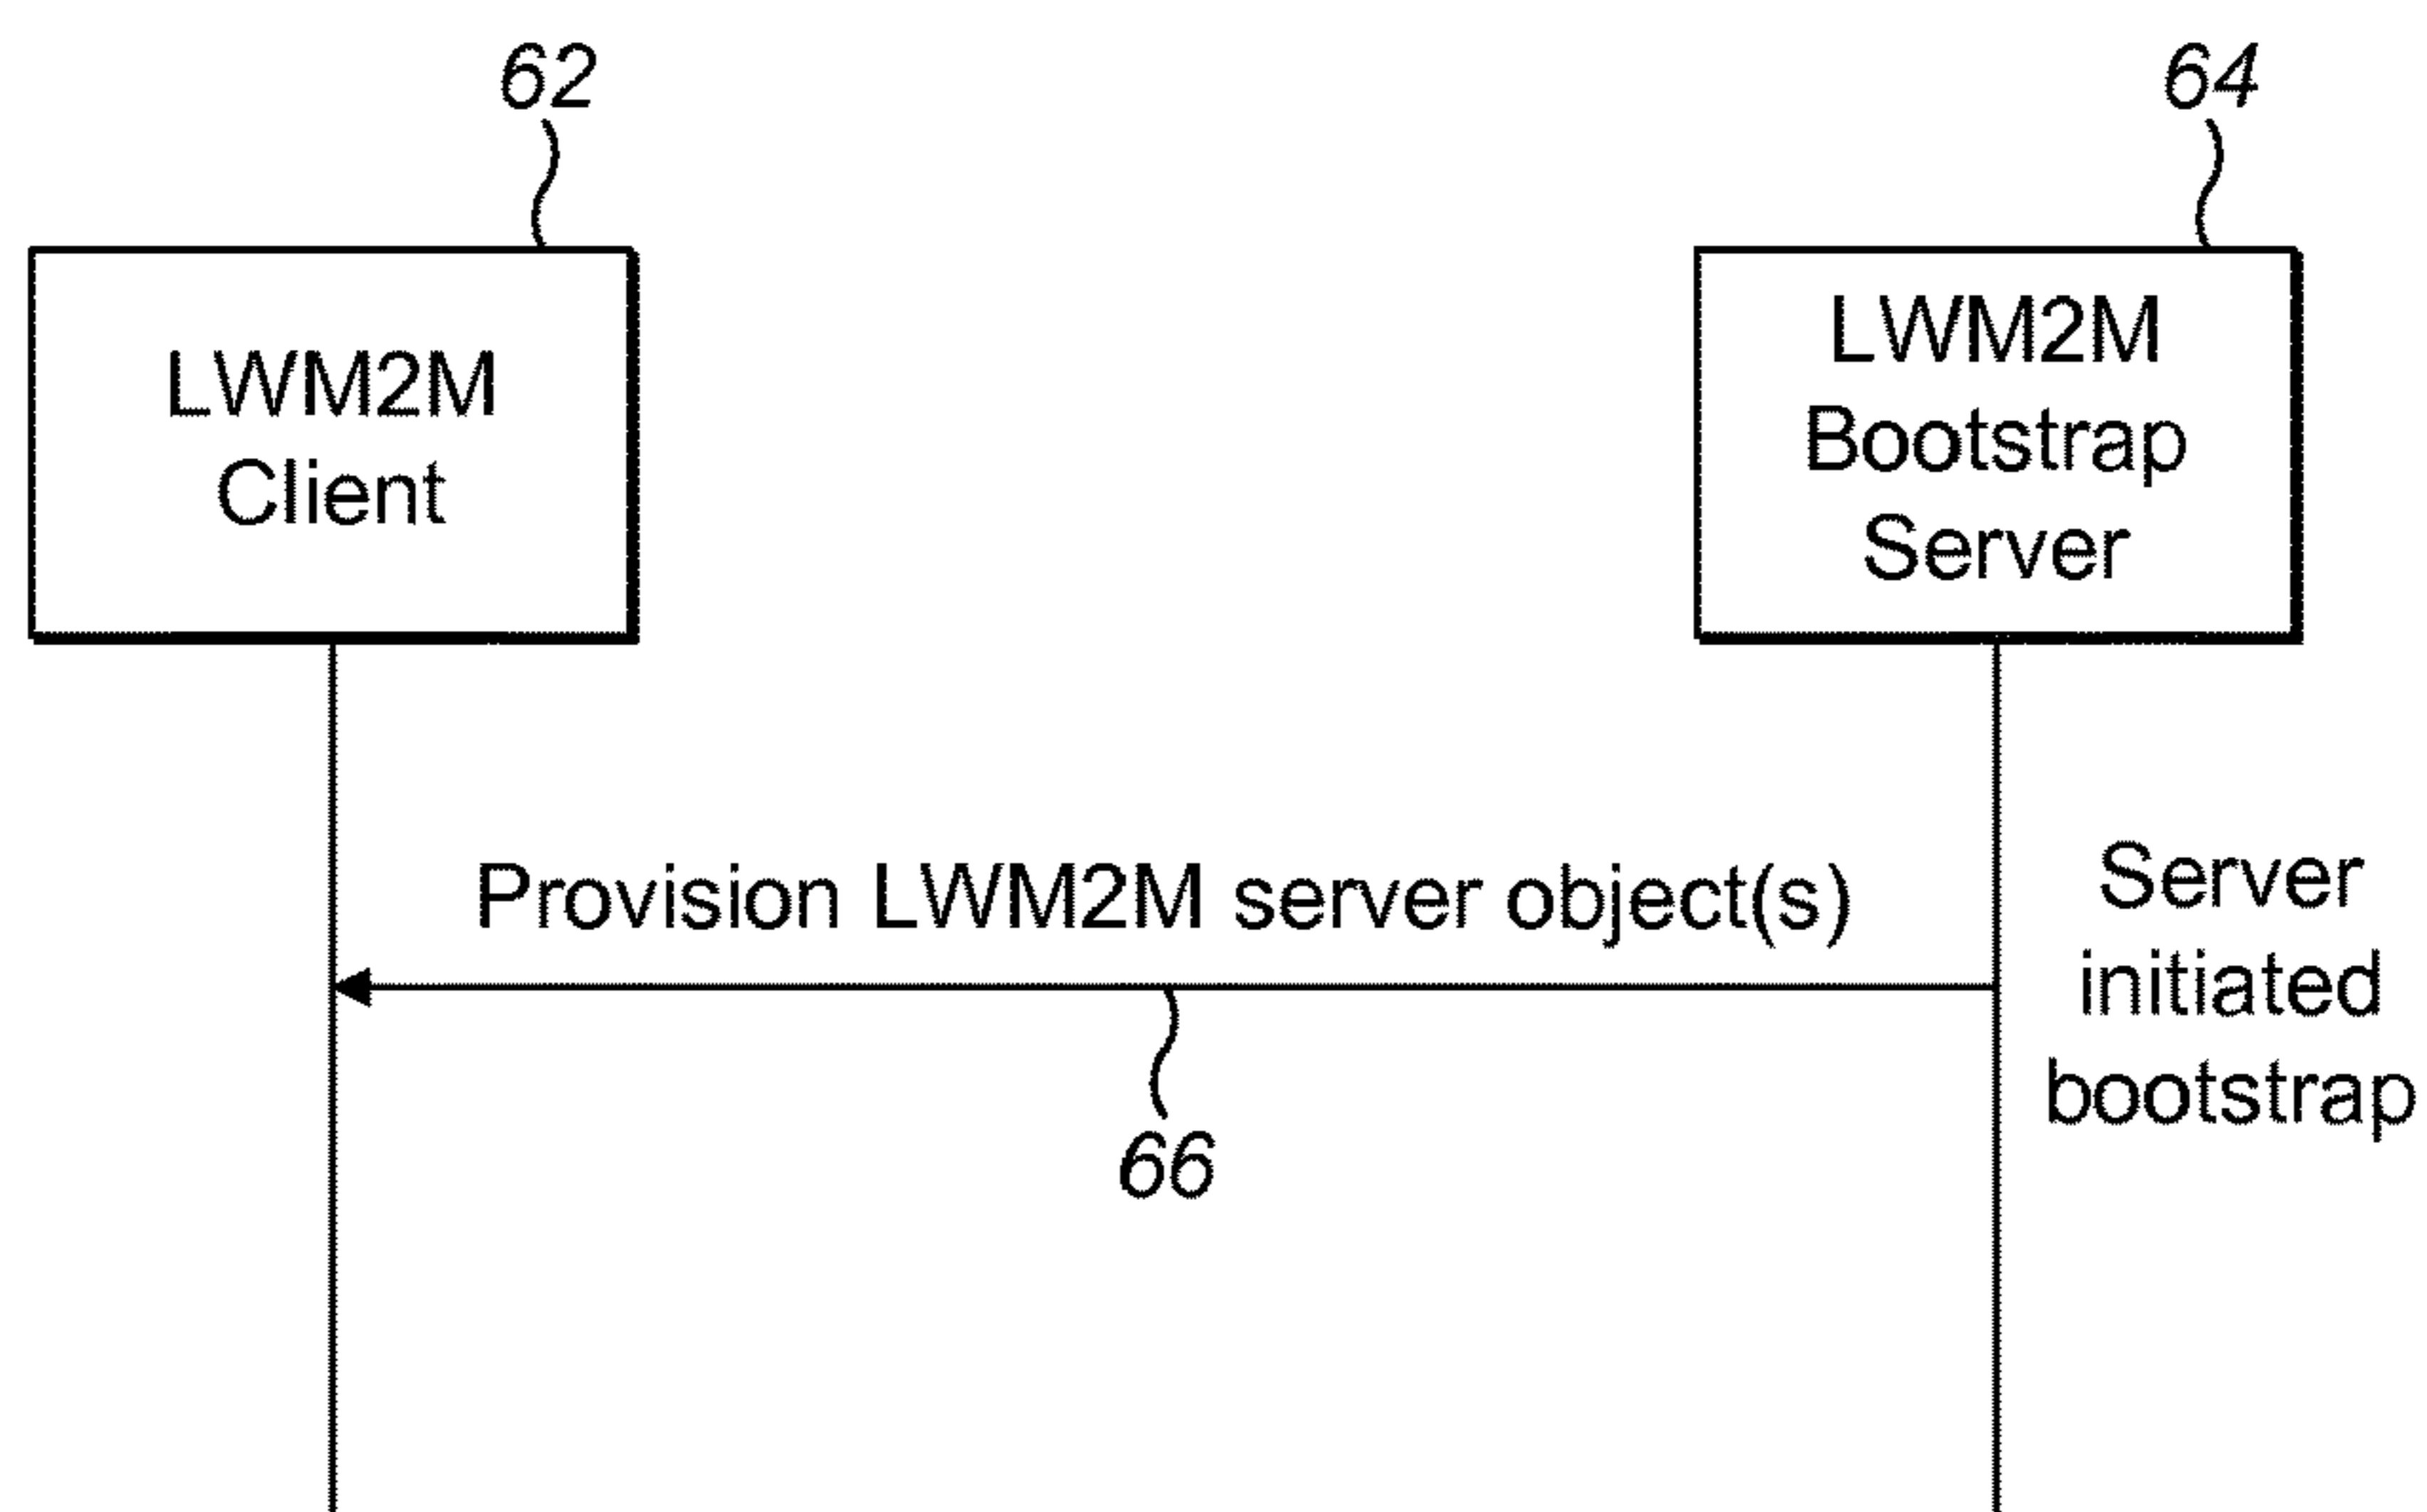 62
64
LWM2M
Client
LWM2M
Bootstrap
Server
Provision LWM2M server object(s)
Server
initiated
bootstrap
66